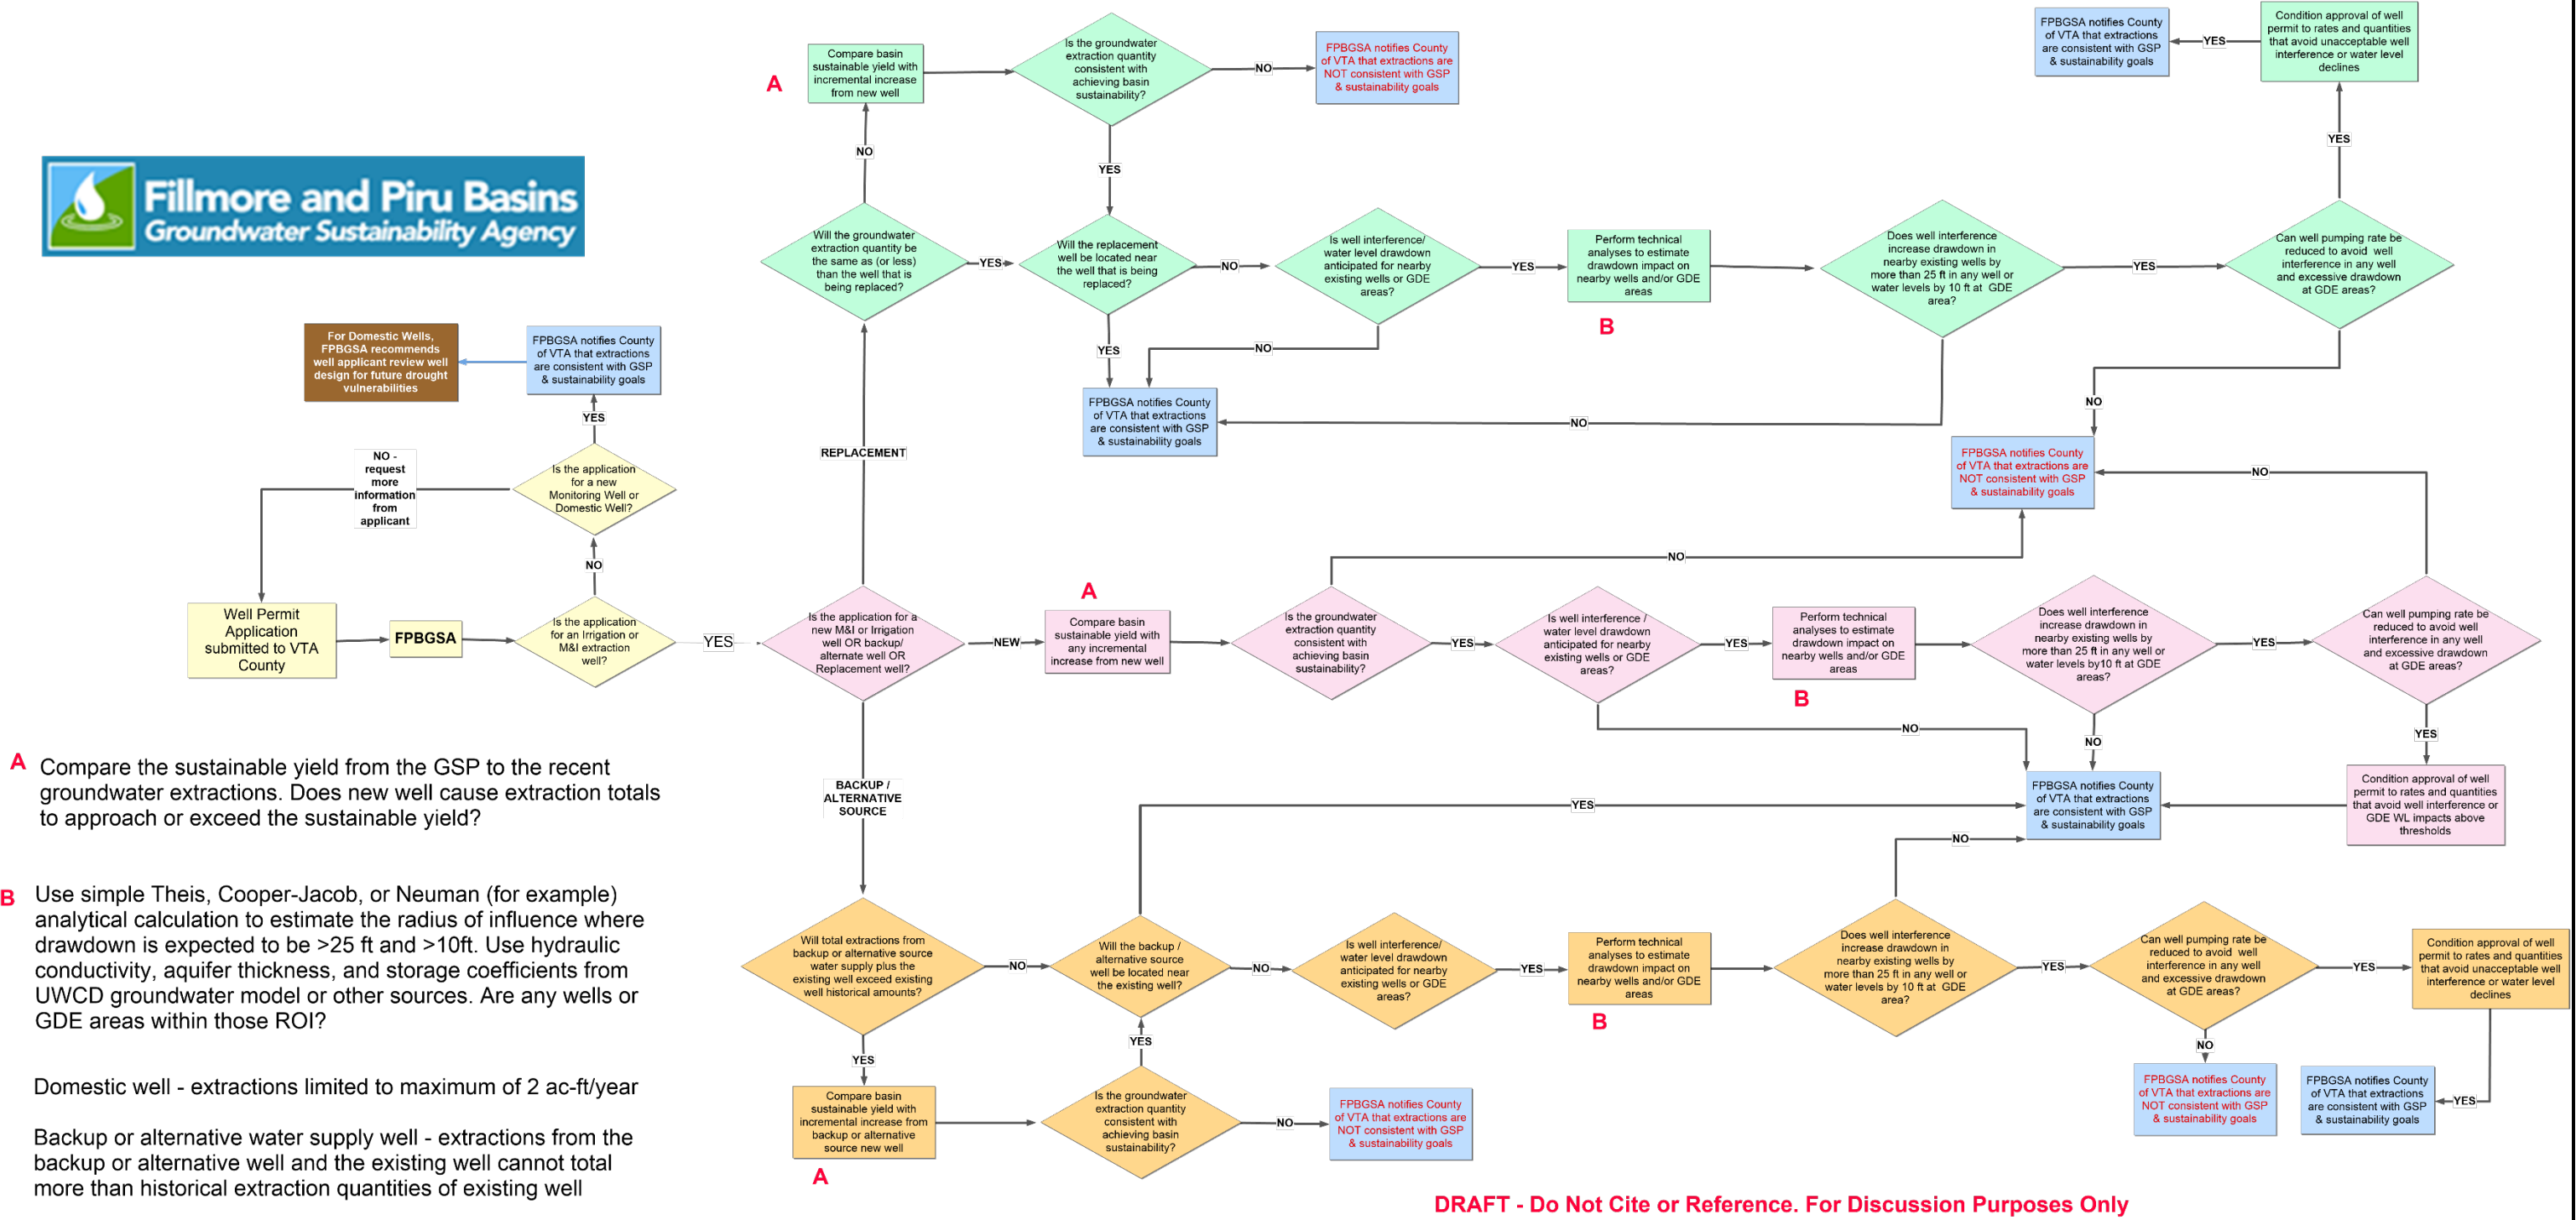 Fillmore and Piru Basins
Groundwater Sustainability Agency
A
Compare basin
sustainable yield with
incremental increase
from new well
Is the groundwater
extraction quantity
consistent with
achieving basin
sustainability?
NO
FPBGSA notifies County
of VTA that extractions are
NOT consistent with GSP
& sustainability goals
FPBGSA notifies County
of VTA that extractions
are consistent with GSP
& sustainability goals
YES
Condition approval of well
permit to rates and quantities
that avoid unacceptable well
interference or water level
declines
NO
YES
YES
Will the groundwater
extraction quantity be
the same as (or less)
than the well that is
being replaced?
YES
Will the replacement
well be located near
the well that is being
replaced?
NO
Is well interference/
water level drawdown
anticipated for nearby
existing wells or GDE
areas?
YES
Perform technical
analyses to estimate
drawdown impact on
nearby wells and/or GDE
areas
B
Does well interference
increase drawdown in
nearby existing wells by
more than 25 ft in any well or
water levels by 10 ft at GDE
area?
YES
Can well pumping rate be
reduced to avoid well
interference in any well
and excessive drawdown
at GDE areas?
YES
NO
NO
NO
FPBGSA notifies County
of VTA that extractions
are consistent with GSP
& sustainability goals
For Domestic Wells,
FPBGSA recommends
well applicant review well
design for future drought
vulnerabilities
FPBGSA notifies County
of VTA that extractions
are consistent with GSP
& sustainability goals
YES
NO -
request
more
information
from
applicant
Is the application
for a new
Monitoring Well or
Domestic Well?
NO
REPLACEMENT
FPBGSA notifies County
of VTA that extractions are
NOT consistent with GSP
& sustainability goals
NO
NO
Well Permit
Application
submitted to VTA
County
FPBGSA
Is the application
for an Irrigation or
M&I extraction
well?
YES
Is the application for a
new M&I or Irrigation
well OR backup/
alternate well OR
Replacement well?
NEW
A
Compare basin
sustainable yield with
any incremental
increase from new well
Is the groundwater
extraction quantity
consistent with
achieving basin
sustainability?
YES
Is well interference /
water level drawdown
anticipated for nearby
existing wells or GDE
areas?
YES
Perform technical
analyses to estimate
drawdown impact on
nearby wells and/or GDE
areas
B
Does well interference
increase drawdown in
nearby existing wells by
more than 25 ft in any well or
water levels by10 ft at GDE
areas?
YES
Can well pumping rate be
reduced to avoid well
interference in any well
and excessive drawdown
at GDE areas?
NO
NO
YES
BACKUP /
ALTERNATIVE
SOURCE
YES
FPBGSA notifies County
of VTA that extractions
are consistent with GSP
& sustainability goals
Condition approval of well
permit to rates and quantities
that avoid well interference or
GDE WL impacts above
thresholds
NO
Will total extractions from
backup or alternative source
water supply plus the
existing well exceed existing
well historical amounts?
NO
Will the backup /
alternative source
well be located near
the existing well?
NO
Is well interference/
water level drawdown
anticipated for nearby
existing wells or GDE
areas?
YES
Perform technical
analyses to estimate
drawdown impact on
nearby wells and/or GDE
areas
B
Does well interference
increase drawdown in
nearby existing wells by
more than 25 ft in any well or
water levels by 10 ft at GDE
area?
YES
Can well pumping rate be
reduced to avoid well
interference in any well
and excessive drawdown
at GDE areas?
YES
Condition approval of well
permit to rates and quantities
that avoid unacceptable well
interference or water level
declines
YES
YES
NO
Compare basin
sustainable yield with
incremental increase from
backup or alternative
source new well
A
Is the groundwater
extraction quantity
consistent with
achieving basin
sustainability?
NO
FPBGSA notifies County
of VTA that extractions are
NOT consistent with GSP
& sustainability goals
FPBGSA notifies County
of VTA that extractions are
NOT consistent with GSP
& sustainability goals
FPBGSA notifies County
of VTA that extractions
are consistent with GSP
& sustainability goals
YES
A Compare the sustainable yield from the GSP to the recent
groundwater extractions. Does new well cause extraction totals
to approach or exceed the sustainable yield?
B Use simple Theis, Cooper-Jacob, or Neuman (for example)
analytical calculation to estimate the radius of influence where
drawdown is expected to be >25 ft and >10ft. Use hydraulic
conductivity, aquifer thickness, and storage coefficients from
UWCD groundwater model or other sources. Are any wells or
GDE areas within those ROI?
Domestic well - extractions limited to maximum of 2 ac-ft/year
Backup or alternative water supply well - extractions from the
backup or alternative well and the existing well cannot total
more than historical extraction quantities of existing well
DRAFT - Do Not Cite or Reference. For Discussion Purposes Only